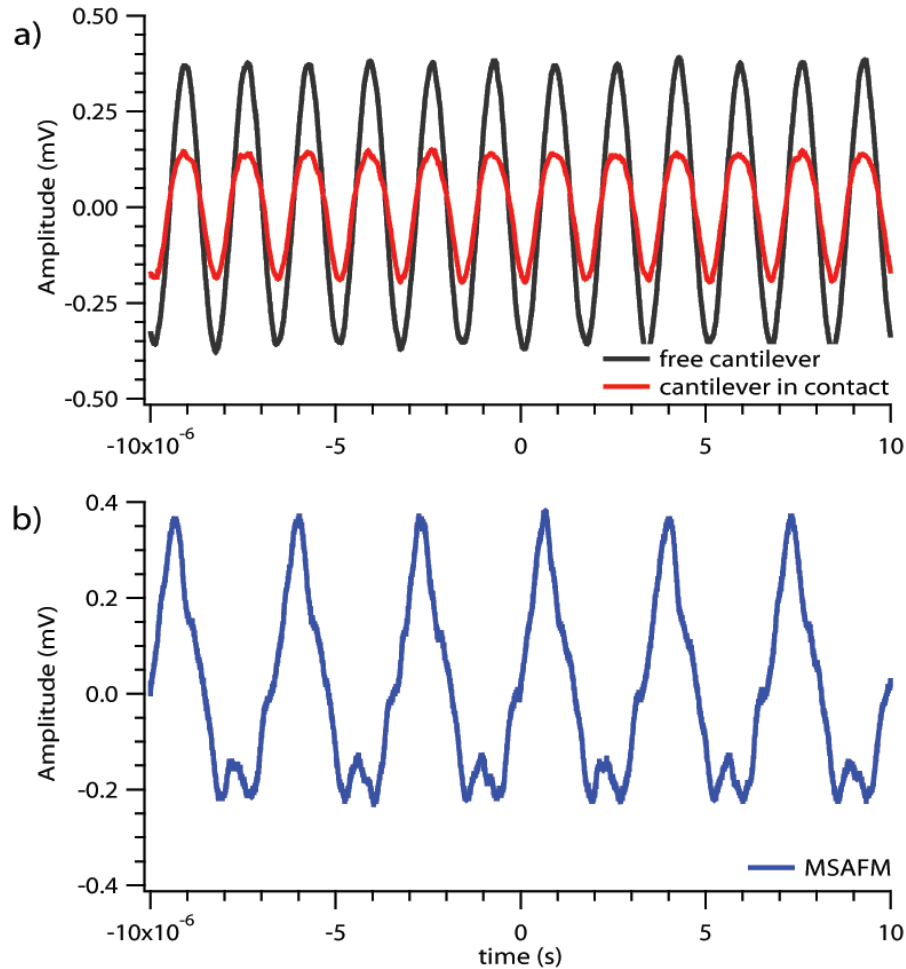 a)
0.50
0.25
0.00
-0.25
-0.50
Amplitude (mV)
free cantilever
cantilever in contact
-10x10⁻⁶
-5
0
5
10
b)
0.4
0.2
0.0
-0.2
-0.4
Amplitude (mV)
MSAFM
-10x10⁻⁶
-5
0
5
10
time (s)